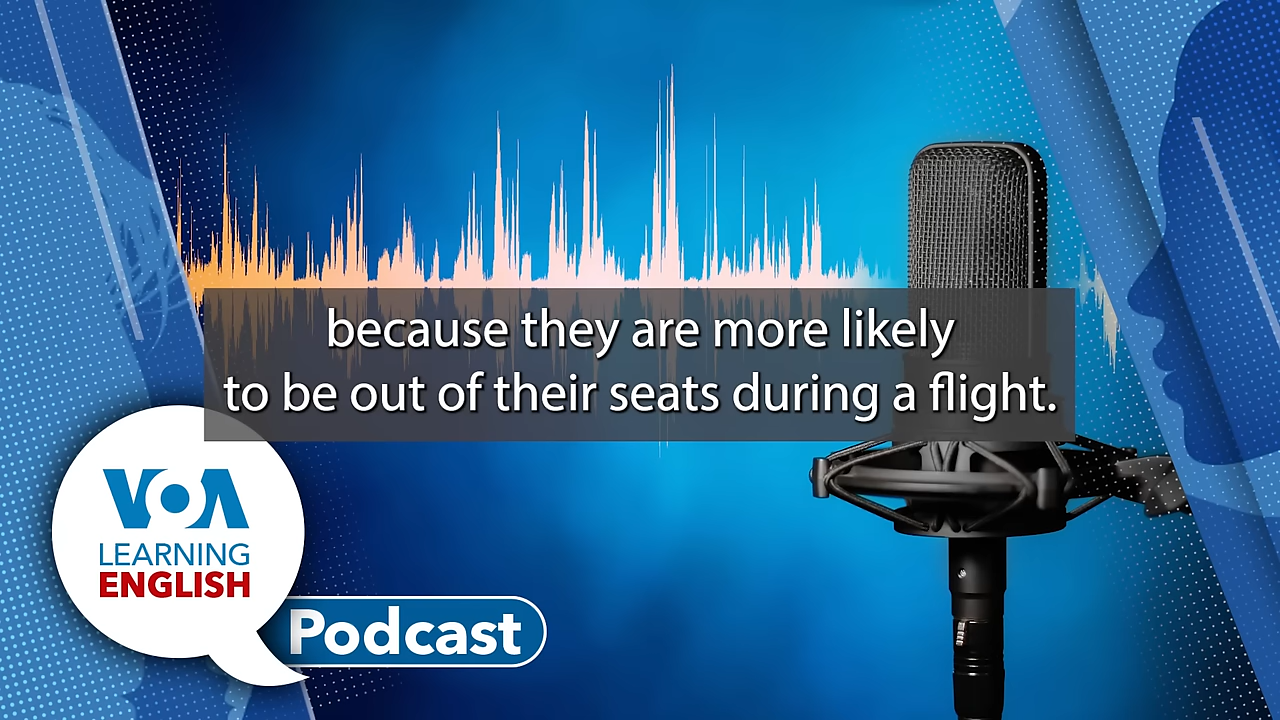 because they are more likely
to be out of their seats during a flight.
VOA
LEARNING
ENGLISH
Podcast